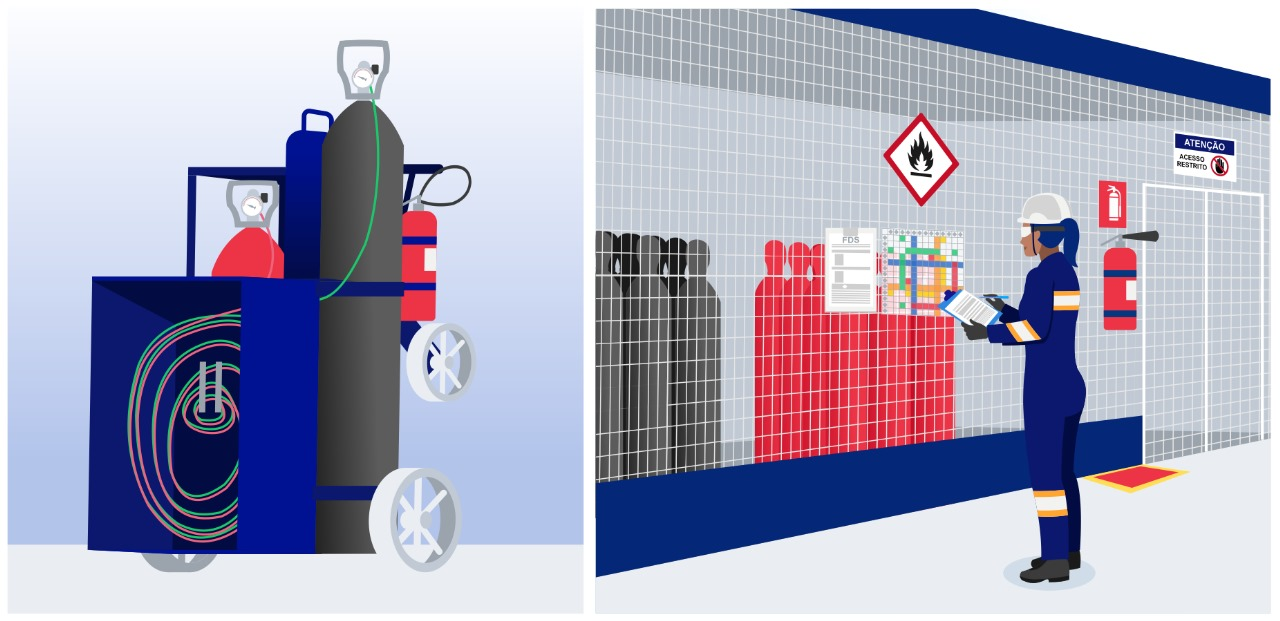 FDS
ATENÇÃO
ACESSO
RESTRITO